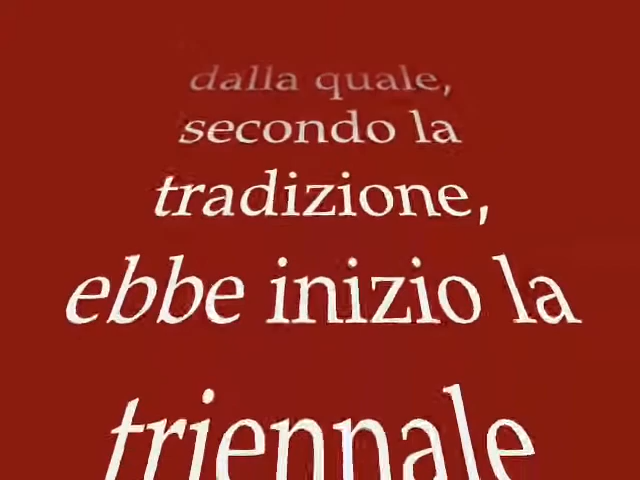 dalla quale,
secondo la
tradizione,
ebbe inizio la
triennale